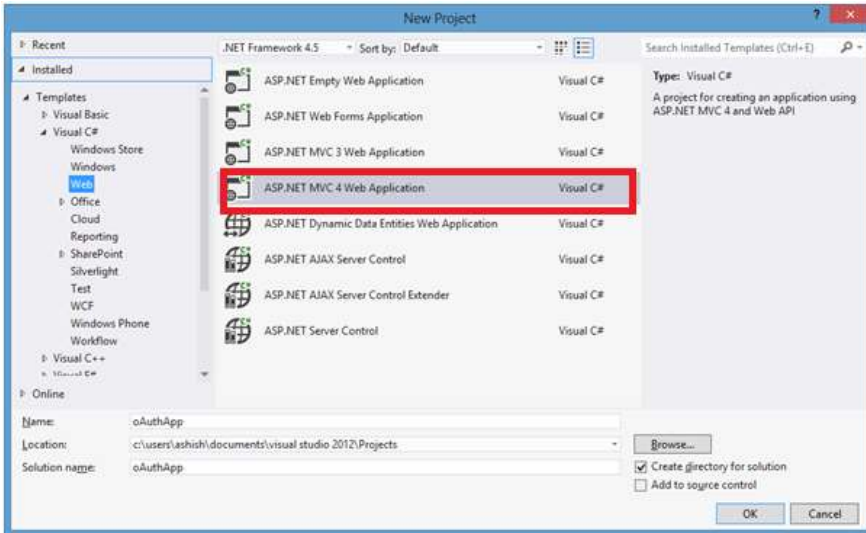 New Project
?
Recent
.NET Framework 4.5
Sort by: Default
Search Installed Templates (Ctrl+E)
Installed
Templates
Visual Basic
Visual C#
Windows Store
Windows
Web
Office
Cloud
Reporting
SharePoint
Silverlight
Test
WCF
Windows Phone
Workflow
Visual C++
Online
ASP.NET Empty Web Application Visual C#
ASP.NET Web Forms Application Visual C#
ASP.NET MVC 3 Web Application Visual C#
ASP.NET MVC 4 Web Application Visual C#
ASP.NET Dynamic Data Entities Web Application Visual C#
ASP.NET AJAX Server Control Visual C#
ASP.NET AJAX Server Control Extender Visual C#
ASP.NET Server Control Visual C#
Type: Visual C#
A project for creating an application using
ASP.NET MVC 4 and Web API
Name: oAuthApp
Location: c:\users\ashish\documents\visual studio 2012\Projects
Browse...
Solution name: oAuthApp
Create directory for solution
Add to source control
OK Cancel